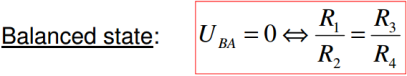 Balanced state: U_BA = 0 ⇔ R_1/R_2 = R_3/R_4